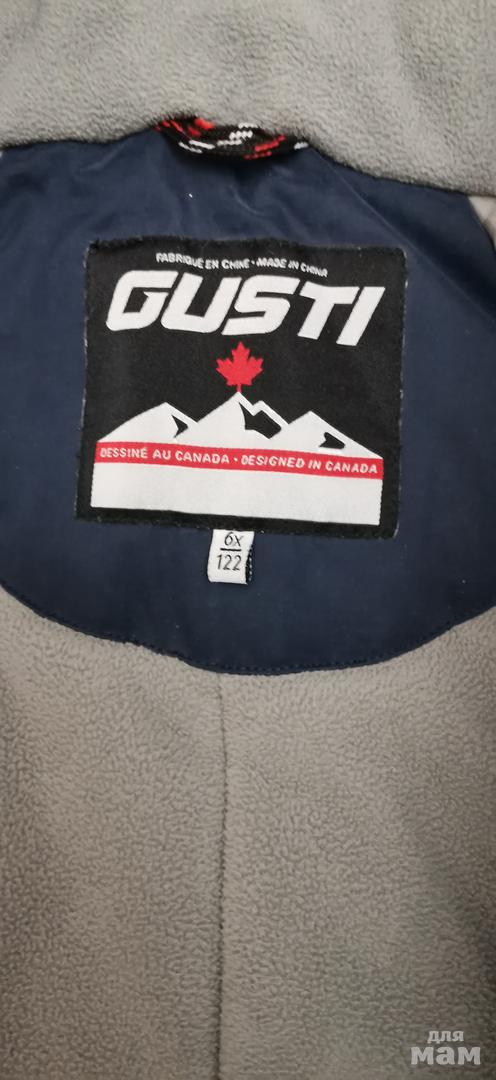 FABRIQUÉ EN CHINE • MADE IN CHINA
GUSTI
DESSINÉ AU CANADA • DESIGNED IN CANADA
6X
122
для
мам